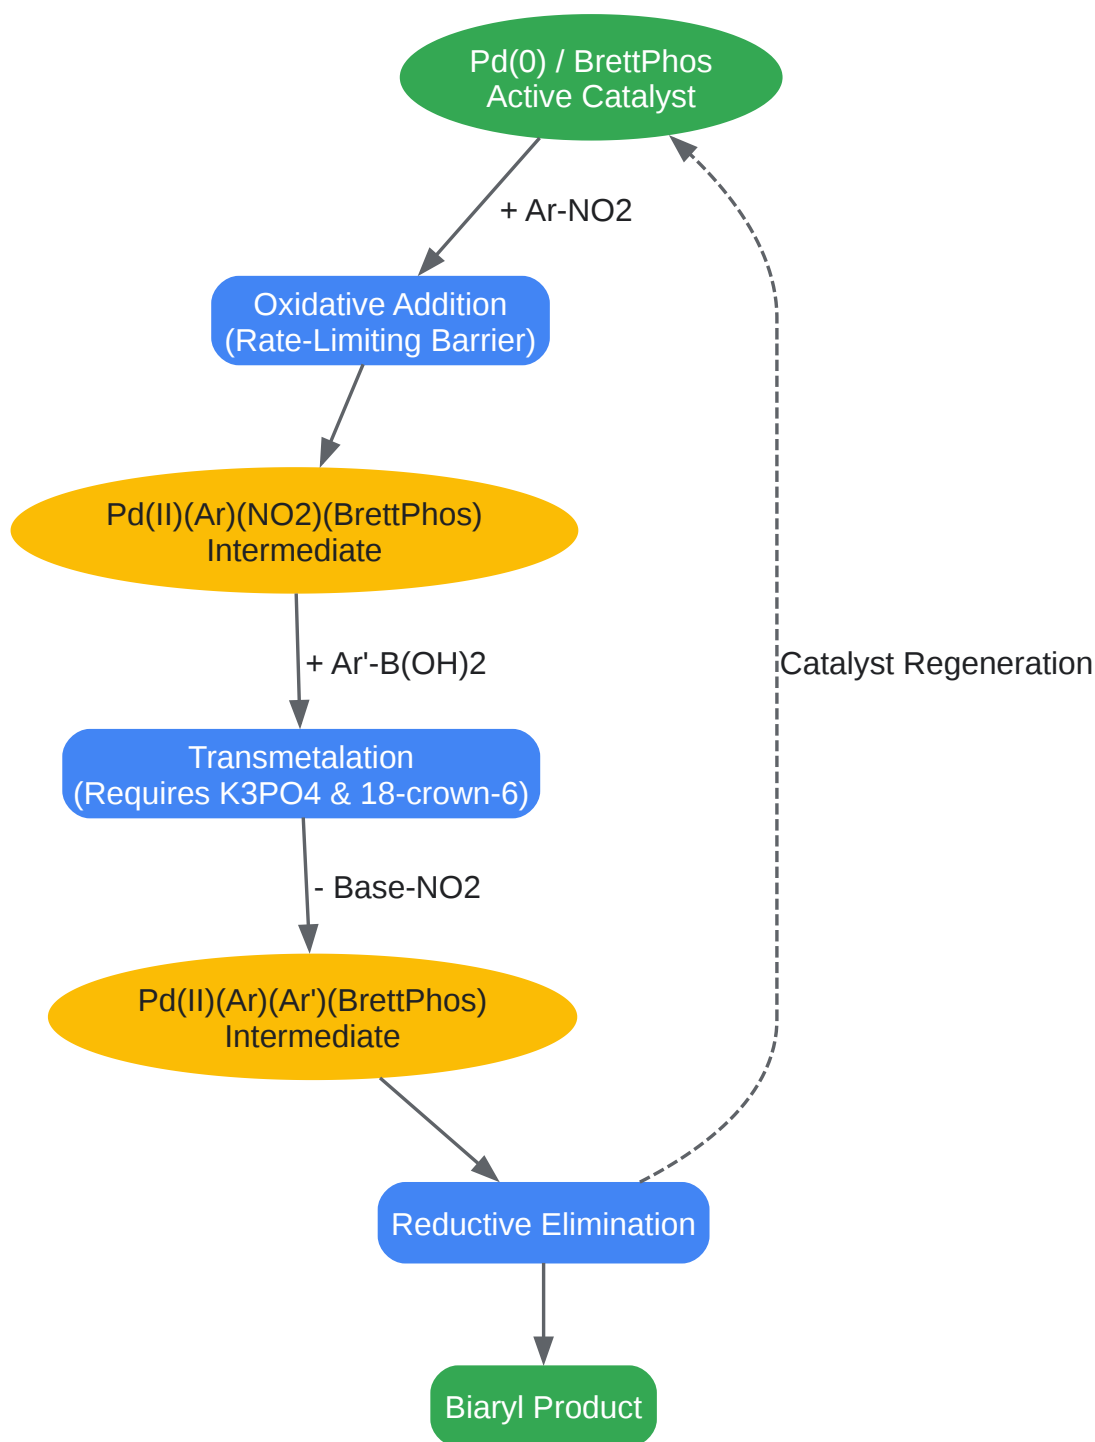 Pd(0) / BrettPhos
Active Catalyst
+ Ar-NO2
Oxidative Addition
(Rate-Limiting Barrier)
Pd(II)(Ar)(NO2)(BrettPhos)
Intermediate
+ Ar'-B(OH)2
Catalyst Regeneration
Transmetalation
(Requires K3PO4 & 18-crown-6)
- Base-NO2
Pd(II)(Ar)(Ar')(BrettPhos)
Intermediate
Reductive Elimination
Biaryl Product